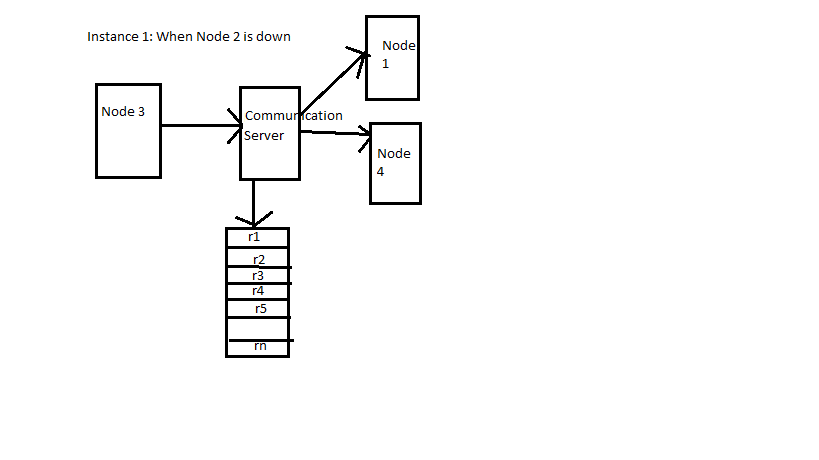 Instance 1: When Node 2 is down
Node
1
Node 3
Communication
Server
Node
4
r1
r2
r3
r4
r5
rn